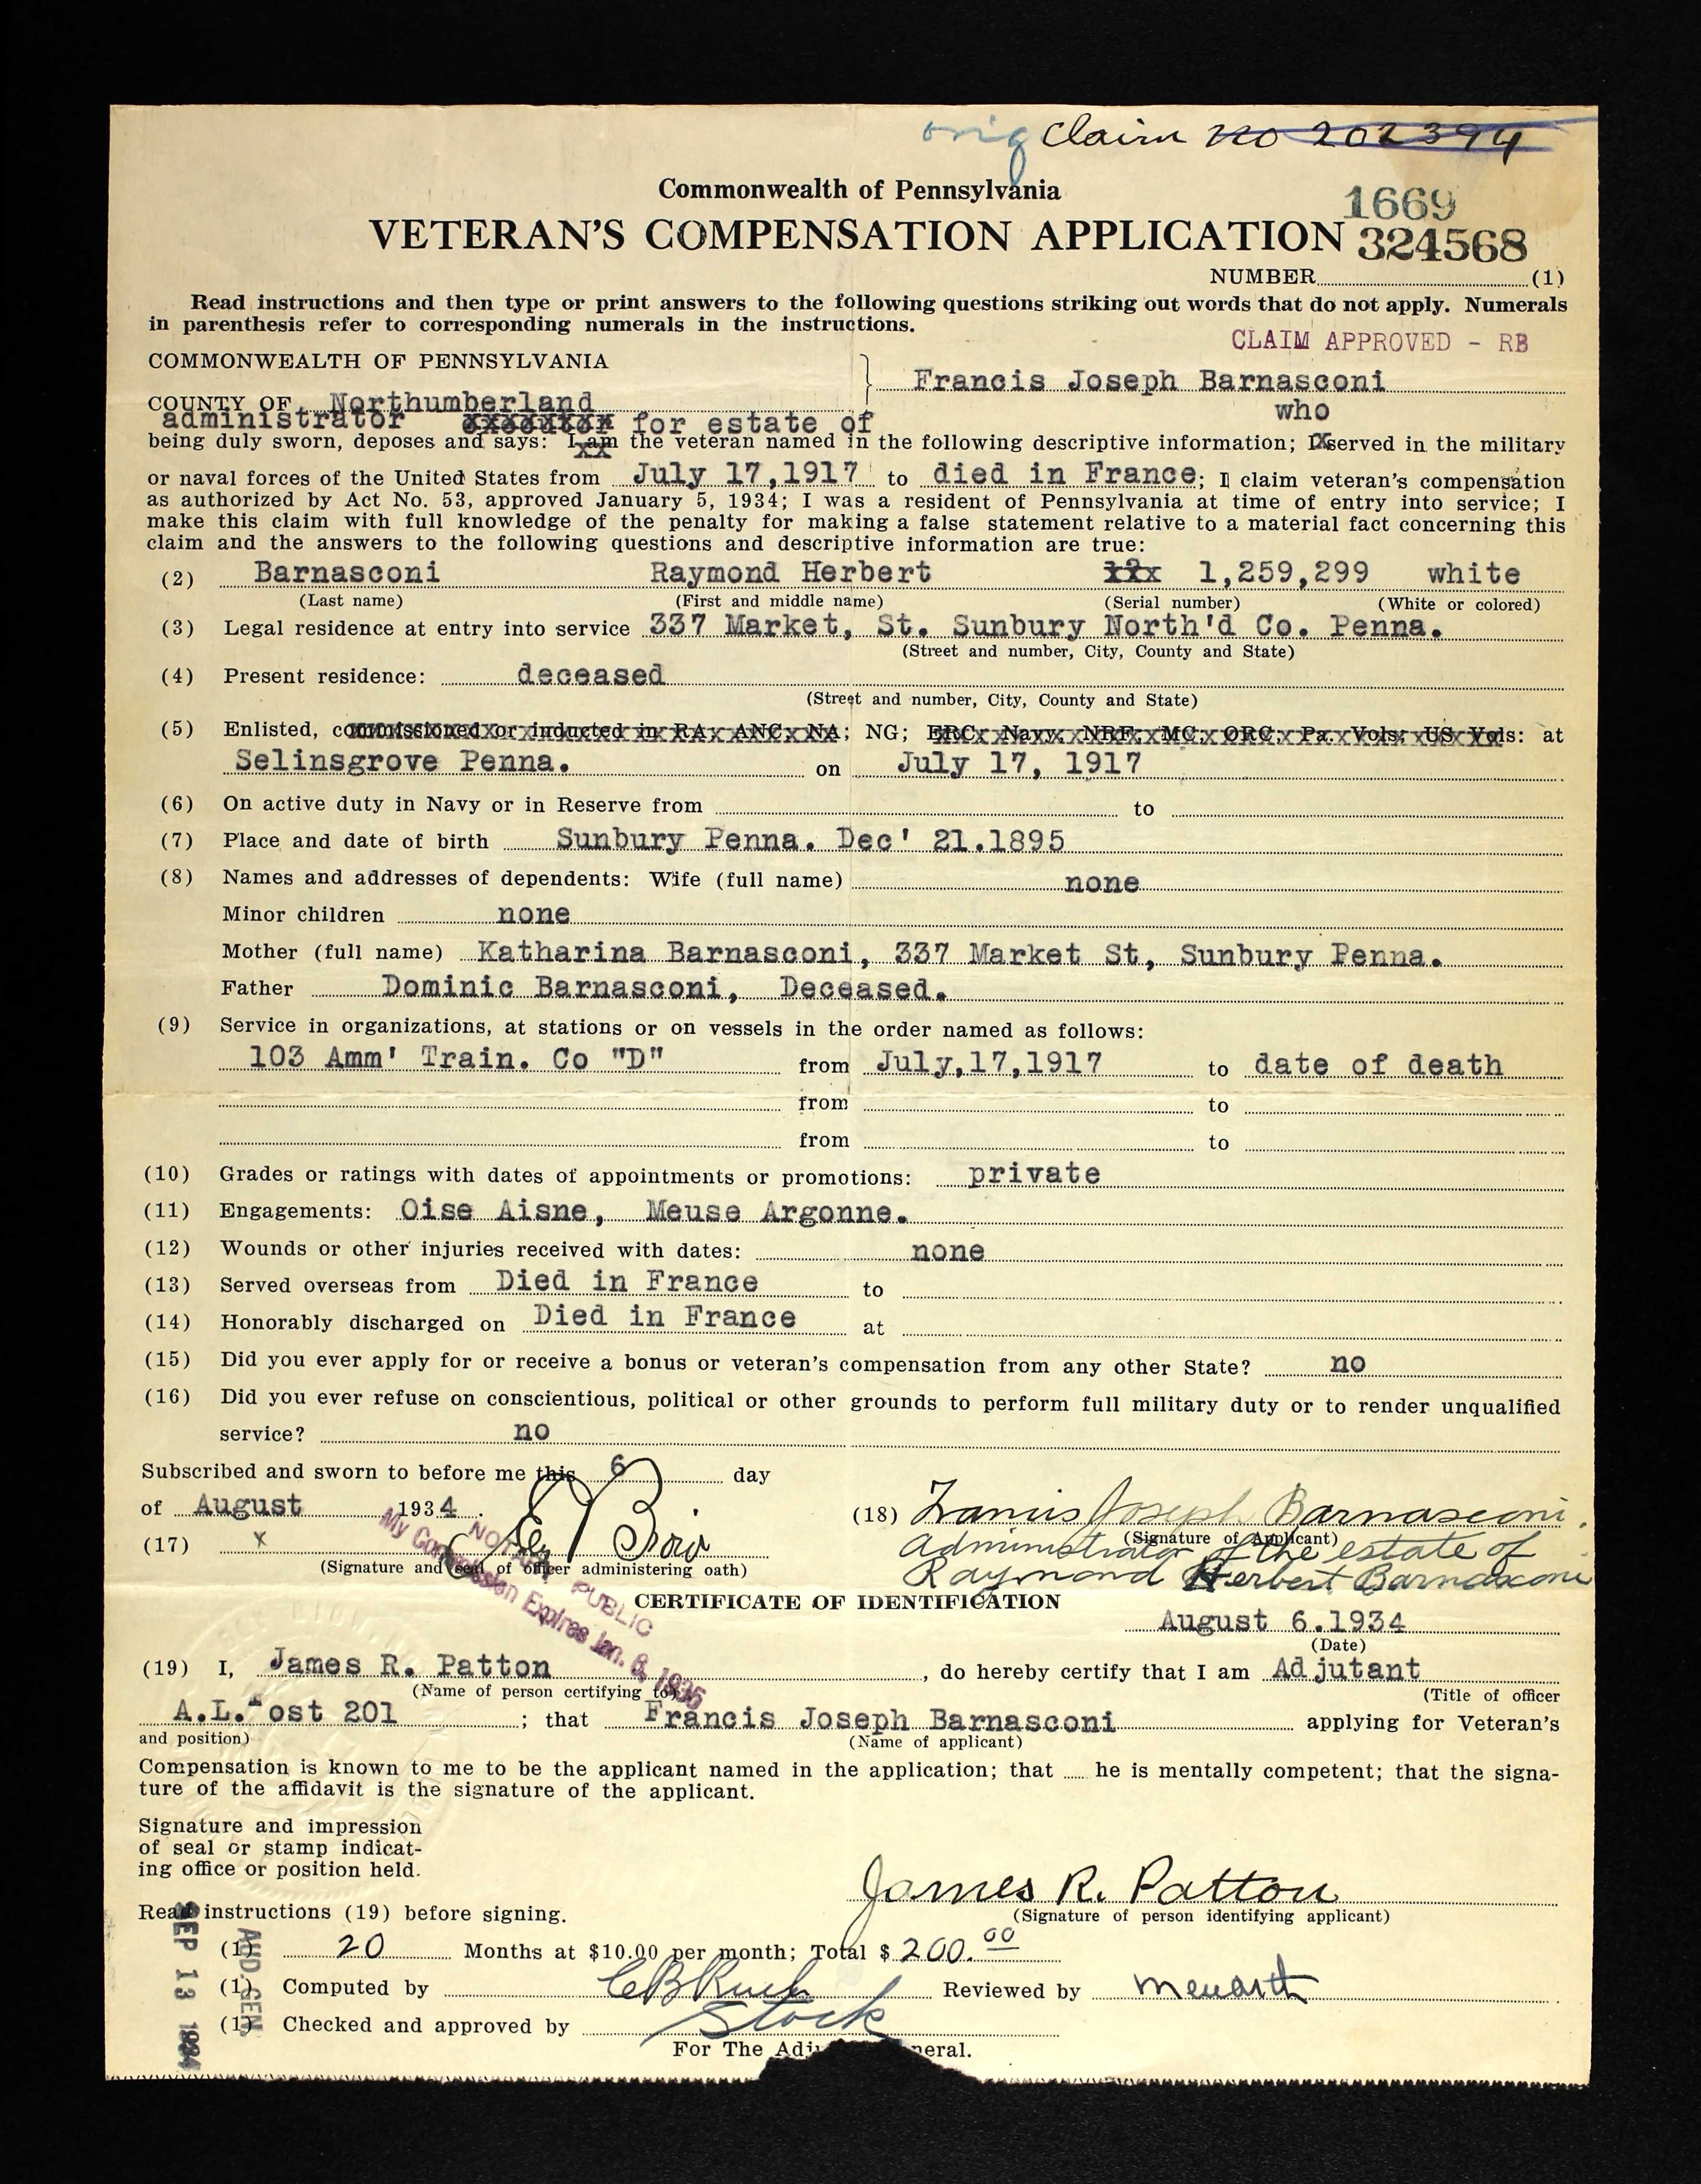 orig Claim no 202394
Commonwealth of Pennsylvania
1669
VETERAN'S COMPENSATION APPLICATION 324568
NUMBER (1)
Read instructions and then type or print answers to the following questions striking out words that do not apply. Numerals
in parenthesis refer to corresponding numerals in the instructions.
CLAIM APPROVED - RB
COMMONWEALTH OF PENNSYLVANIA
Francis Joseph Barnasconi
COUNTY OF Northumberland
who
administrator executor for estate of
being duly sworn, deposes and says: I am the veteran named in the following descriptive information; I served in the military
or naval forces of the United States from July 17,1917 to died in France; I claim veteran's compensation
as authorized by Act No. 53, approved January 5, 1934; I was a resident of Pennsylvania at time of entry into service; I
make this claim with full knowledge of the penalty for making a false statement relative to a material fact concerning this
claim and the answers to the following questions and descriptive information are true:
(2) Barnasconi Raymond Herbert 1,259,299 white
(Last name) (First and middle name) (Serial number) (White or colored)
(3) Legal residence at entry into service 337 Market, St. Sunbury North'd Co. Penna.
(Street and number, City, County and State)
(4) Present residence: deceased
(Street and number, City, County and State)
(5) Enlisted, commissioned or inducted in RA; ANC; NA; NG; ERC; Navy; NRF; MC; ORC; Pa. Vols; US Vols: at
Selinsgrove Penna. on July 17, 1917
(6) On active duty in Navy or in Reserve from to
(7) Place and date of birth Sunbury Penna. Dec' 21.1895
(8) Names and addresses of dependents: Wife (full name) none
Minor children none
Mother (full name) Katharina Barnasconi, 337 Market St, Sunbury Penna.
Father Dominic Barnasconi, Deceased.
(9) Service in organizations, at stations or on vessels in the order named as follows:
103 Amm' Train. Co "D" from July,17,1917 to date of death
from to
from to
(10) Grades or ratings with dates of appointments or promotions: private
(11) Engagements: Oise Aisne, Meuse Argonne.
(12) Wounds or other injuries received with dates: none
(13) Served overseas from Died in France to
(14) Honorably discharged on Died in France at
(15) Did you ever apply for or receive a bonus or veteran's compensation from any other State? no
(16) Did you ever refuse on conscientious, political or other grounds to perform full military duty or to render unqualified
service? no
Subscribed and sworn to before me this 6 day
of August 1934.
(18) Francis Joseph Barnasconi.
(Signature of Applicant)
(17) x
Administrator of the estate of
(Signature and seal of officer administering oath)
Raymond Herbert Barnasconi
NOTARY PUBLIC
My Commission Expires Jan. 6, 1935
CERTIFICATE OF IDENTIFICATION
August 6.1934
(Date)
(19) I, James R. Patton, do hereby certify that I am Adjutant
(Name of person certifying to) (Title of officer
A.L. Post 201; that Francis Joseph Barnasconi applying for Veteran's
and position) (Name of applicant)
Compensation is known to me to be the applicant named in the application; that he is mentally competent; that the signa-
ture of the affidavit is the signature of the applicant.
Signature and impression
of seal or stamp indicat-
ing office or position held.
James R. Patton
Read instructions (19) before signing.
(Signature of person identifying applicant)
(1) 20 Months at $10.00 per month; Total $ 200.00
(1) Computed by Reviewed by
(1) Checked and approved by Stock
For The Adju neral.
AUD. GEN.
SEP 13 1934